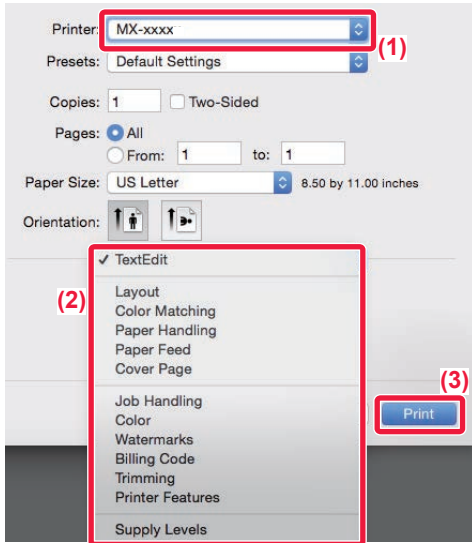 Printer: MX-xxxx
(1)
Presets: Default Settings
Copies: 1 Two-Sided
Pages: All
From: 1 to: 1
Paper Size: US Letter 8.50 by 11.00 inches
Orientation:
✓ TextEdit
(2)
Layout
Color Matching
Paper Handling
Paper Feed
Cover Page
Job Handling
Color
Watermarks
Billing Code
Trimming
Printer Features
Supply Levels
(3)
Print